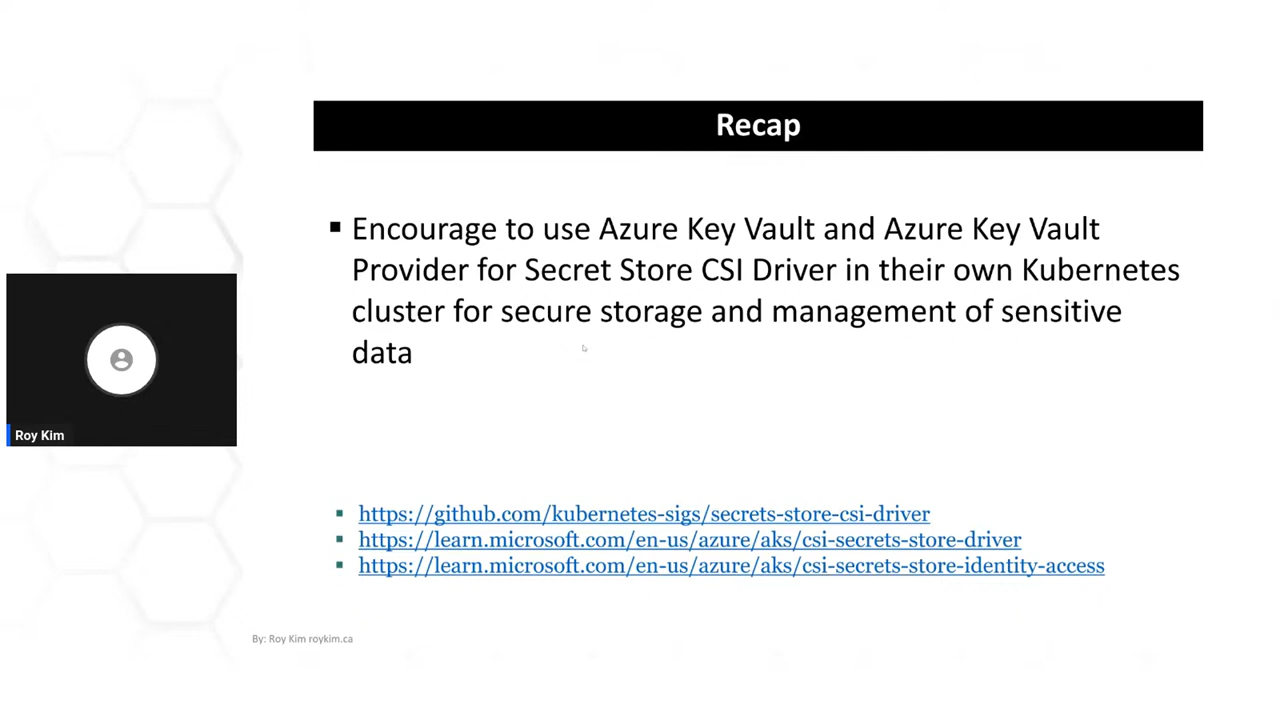 Recap
Encourage to use Azure Key Vault and Azure Key Vault
Provider for Secret Store CSI Driver in their own Kubernetes
cluster for secure storage and management of sensitive
data
Roy Kim
https://github.com/kubernetes-sigs/secrets-store-csi-driver
https://learn.microsoft.com/en-us/azure/aks/csi-secrets-store-driver
https://learn.microsoft.com/en-us/azure/aks/csi-secrets-store-identity-access
By: Roy Kim roykim.ca